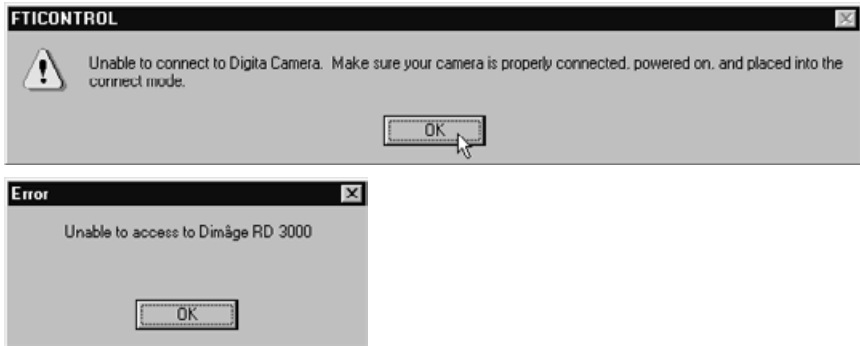 FTICONTROL
Unable to connect to Digita Camera. Make sure your camera is properly connected, powered on, and placed into the
connect mode.
OK
Error
Unable to access to Dimâge RD 3000
OK